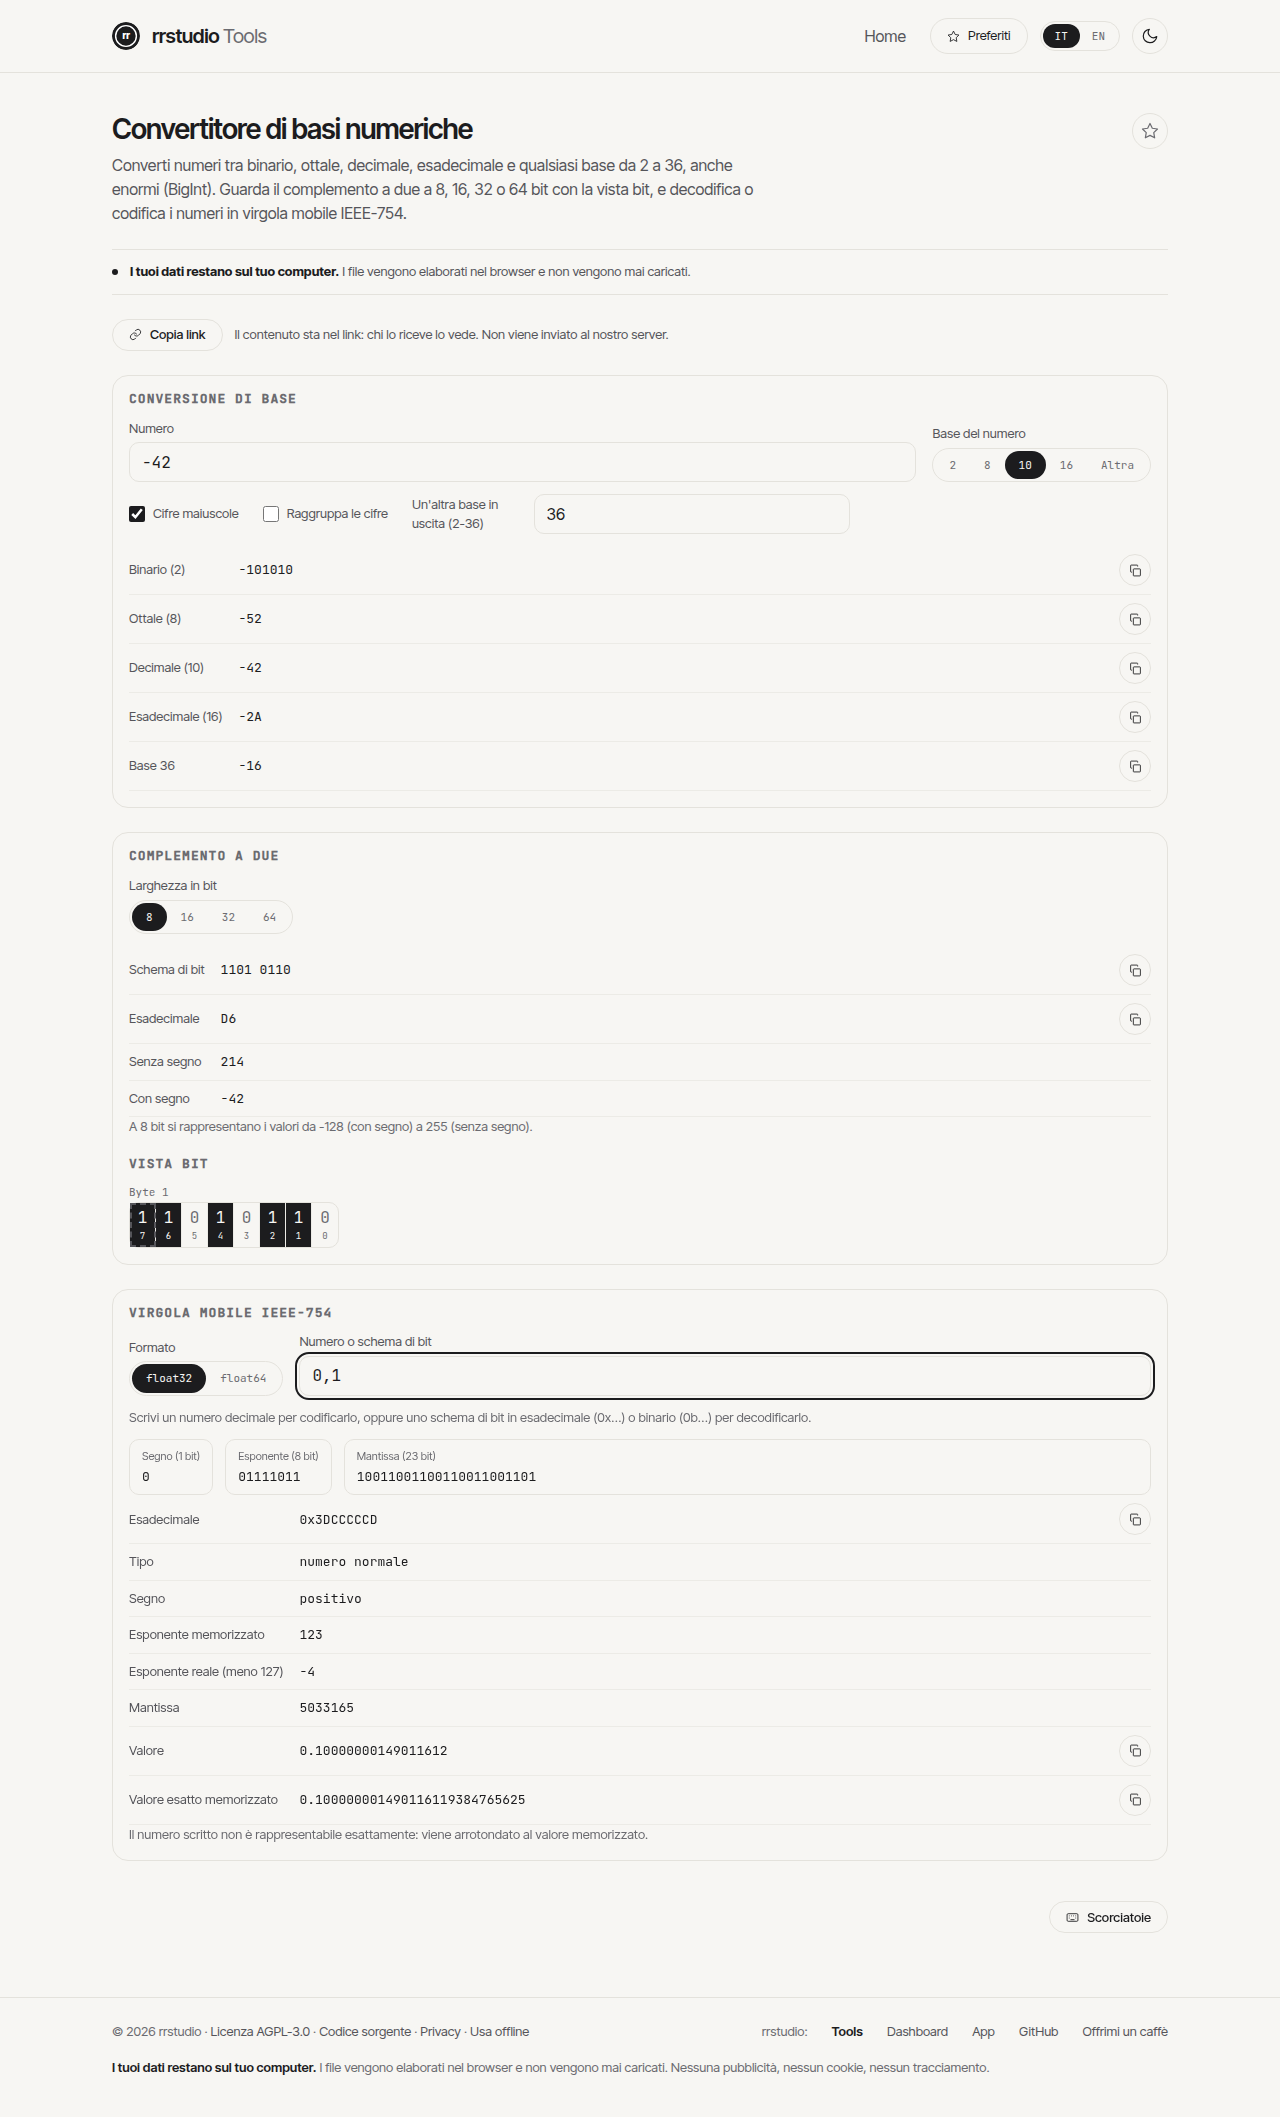 rr rrstudio Tools
Home
Preferiti
IT EN
Convertitore di basi numeriche
Converti numeri tra binario, ottale, decimale, esadecimale e qualsiasi base da 2 a 36, anche
enormi (BigInt). Guarda il complemento a due a 8, 16, 32 o 64 bit con la vista bit, e decodifica o
codifica i numeri in virgola mobile IEEE-754.
I tuoi dati restano sul tuo computer. I file vengono elaborati nel browser e non vengono mai caricati.
Copia link
Il contenuto sta nel link: chi lo riceve lo vede. Non viene inviato al nostro server.
CONVERSIONE DI BASE
Numero
-42
Base del numero
2 8 10 16 Altra
Cifre maiuscole
Raggruppa le cifre
Un'altra base in
uscita (2-36)
36
Binario (2) -101010
Ottale (8) -52
Decimale (10) -42
Esadecimale (16) -2A
Base 36 -16
COMPLEMENTO A DUE
Larghezza in bit
8 16 32 64
Schema di bit 1101 0110
Esadecimale D6
Senza segno 214
Con segno -42
A 8 bit si rappresentano i valori da -128 (con segno) a 255 (senza segno).
VISTA BIT
Byte 1
1 1 0 1 0 1 1 0
7 6 5 4 3 2 1 0
VIRGOLA MOBILE IEEE-754
Formato
float32 float64
Numero o schema di bit
0,1
Scrivi un numero decimale per codificarlo, oppure uno schema di bit in esadecimale (0x…) o binario (0b…) per decodificarlo.
Segno (1 bit)
0
Esponente (8 bit)
01111011
Mantissa (23 bit)
10011001100110011001101
Esadecimale 0x3DCCCCCD
Tipo numero normale
Segno positivo
Esponente memorizzato 123
Esponente reale (meno 127) -4
Mantissa 5033165
Valore 0.10000000149011612
Valore esatto memorizzato 0.100000001490116119384765625
Il numero scritto non è rappresentabile esattamente: viene arrotondato al valore memorizzato.
Scorciatoie
© 2026 rrstudio · Licenza AGPL-3.0 · Codice sorgente · Privacy · Usa offline
rrstudio: Tools Dashboard App GitHub Offrimi un caffè
I tuoi dati restano sul tuo computer. I file vengono elaborati nel browser e non vengono mai caricati. Nessuna pubblicità, nessun cookie, nessun tracciamento.